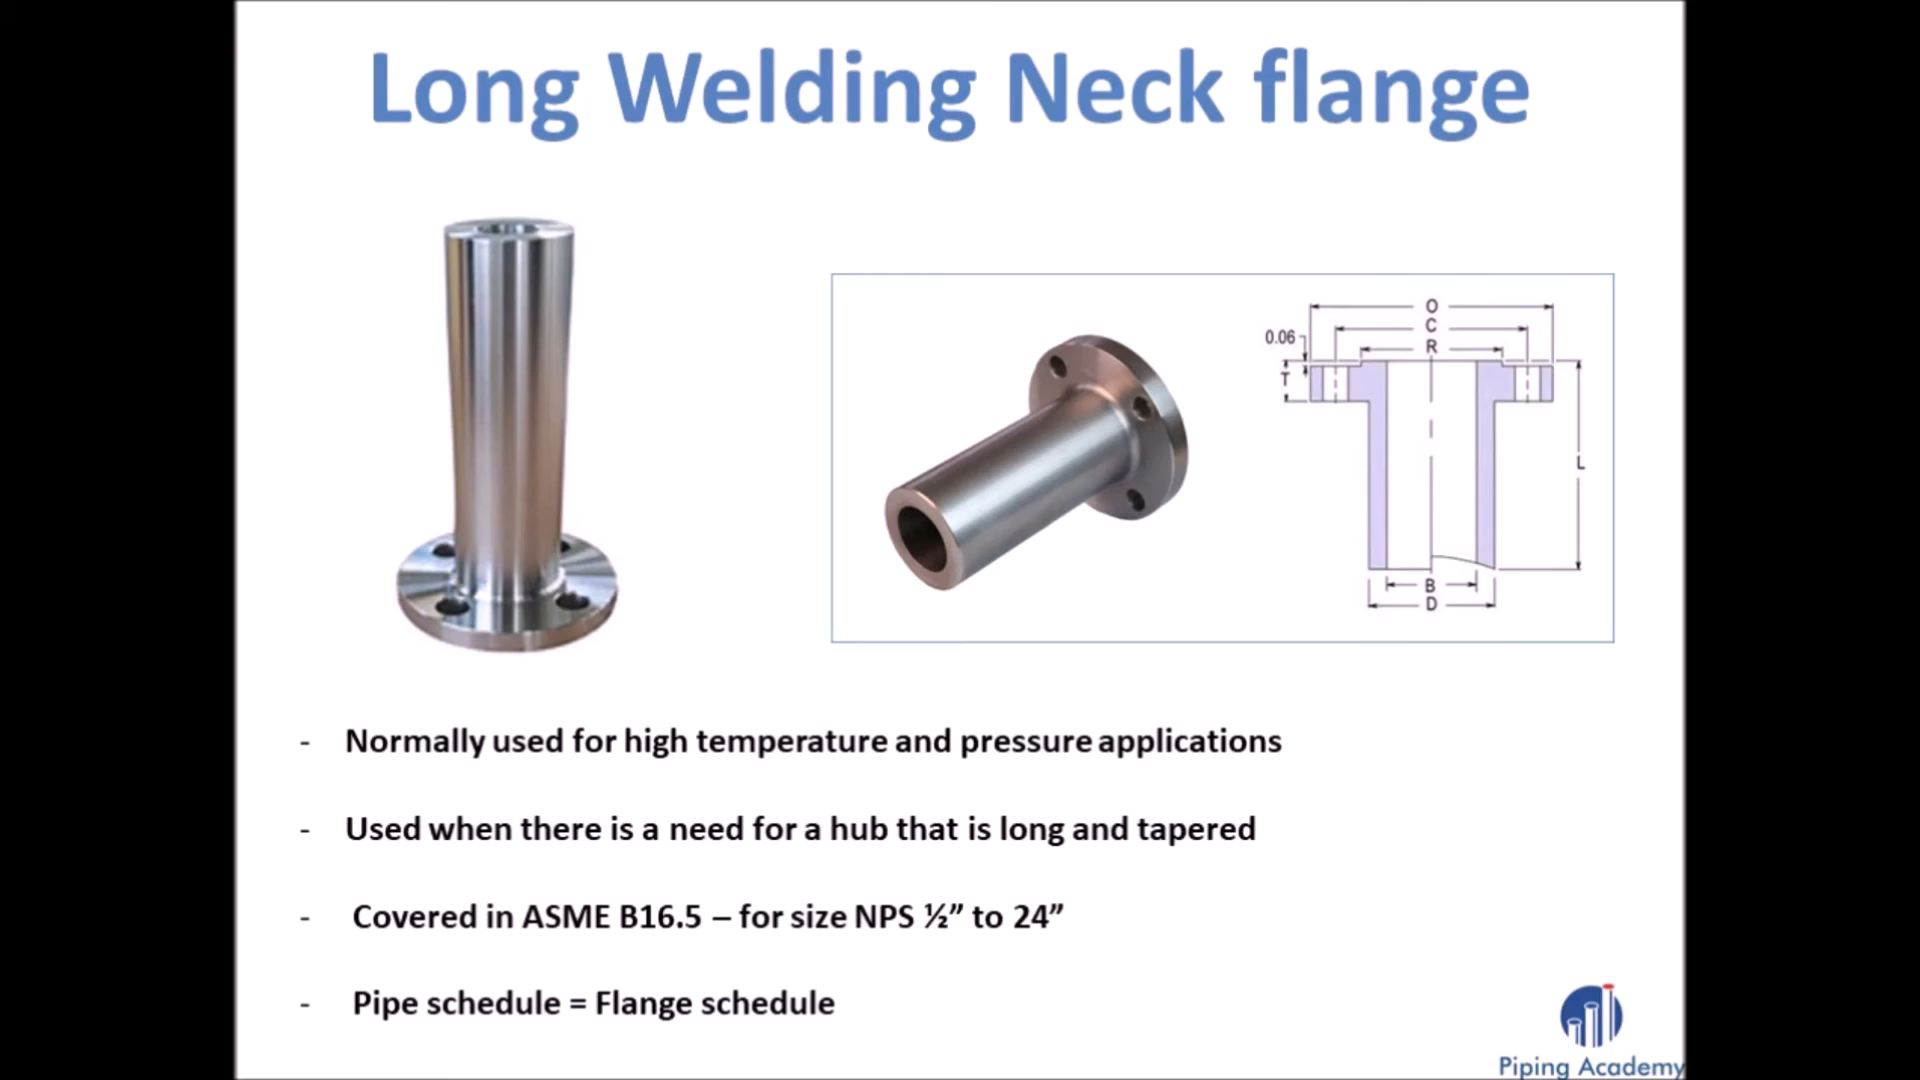 Long Welding Neck flange
O
C
0.06
R
T
L
B
D
- Normally used for high temperature and pressure applications
- Used when there is a need for a hub that is long and tapered
- Covered in ASME B16.5 – for size NPS ½” to 24”
- Pipe schedule = Flange schedule
Piping Academy